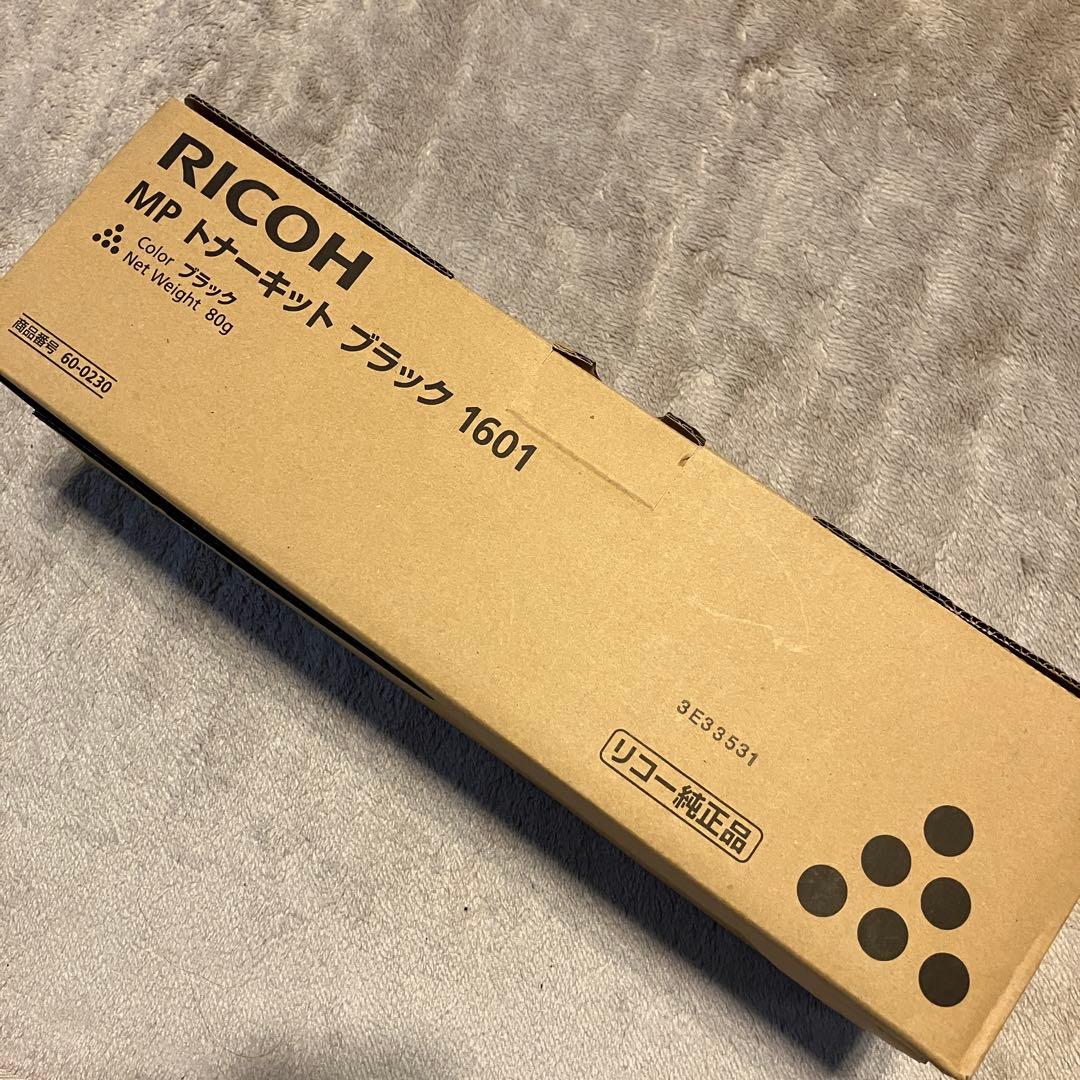 RICOH
MP トナーキット ブラック 1601
Color ブラック
Net Weight 80g
商品番号 60-0230
3E33531
リコー純正品